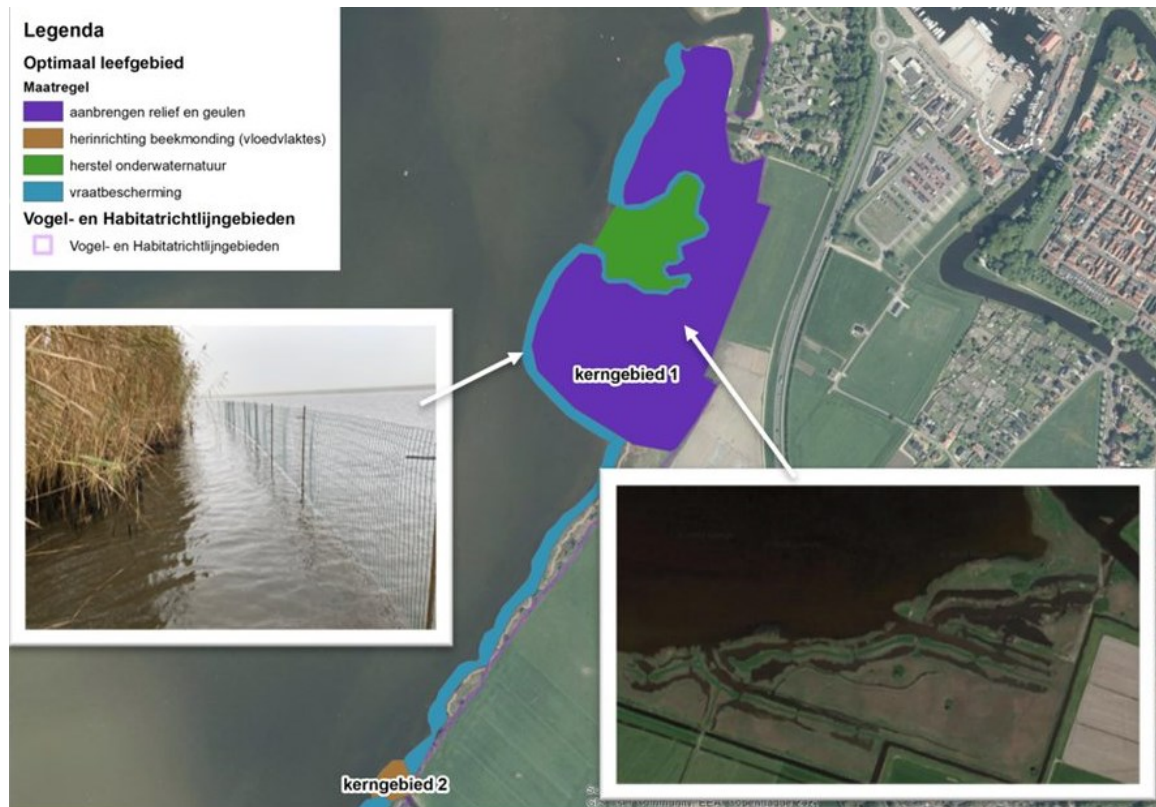 Legenda
Optimaal leefgebied
Maatregel
aanbrengen relief en geulen
herinrichting beekmonding (vloedvlaktes)
herstel onderwaternatuur
vraatbescherming
Vogel- en Habitatrichtlijngebieden
Vogel- en Habitatrichtlijngebieden
kerngebied 1
kerngebied 2